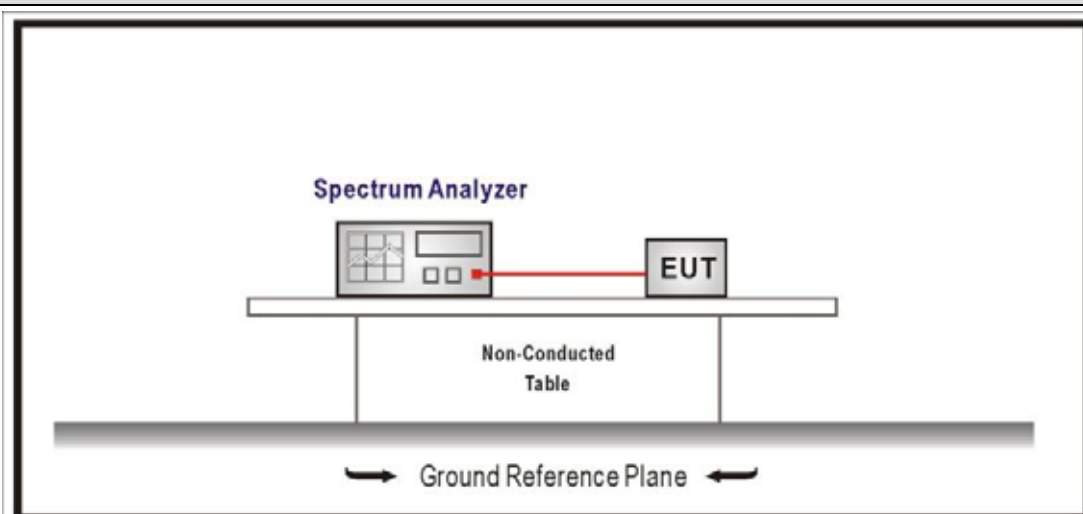 Spectrum Analyzer
EUT
Non-Conducted
Table
Ground Reference Plane